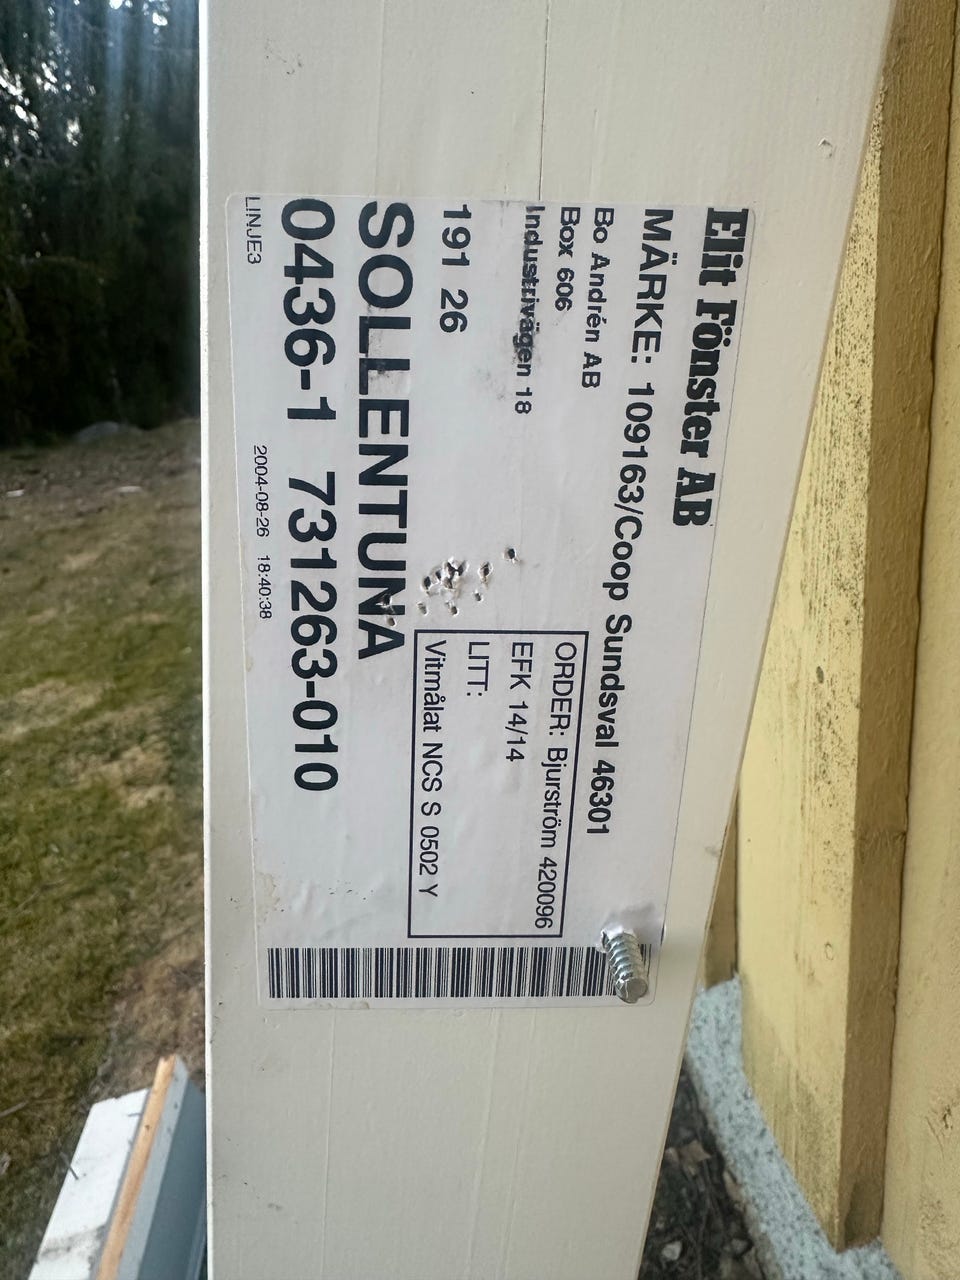 Elit Fönster AB
MÄRKE: 109163/Coop Sundsval 46301
Bo Andrén AB
Box 606
Industrivägen 18
191 26
SOLLENTUNA
0436-1 731263-010
LINJE3
2004-08-26 18:40:38
ORDER: Bjurström 420096
EFK 14/14
LITT:
Vitmålat NCS S 0502 Y